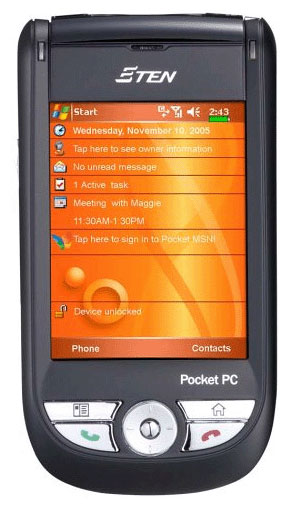 ETEN
Start 2:43
Wednesday, November 10, 2005
Tap here to see owner information
No unread message
1 Active task
Meeting with Maggie
11:30AM-1:30PM
Tap here to sign in to Pocket MSN!
Device unlocked
Phone Contacts
Pocket PC